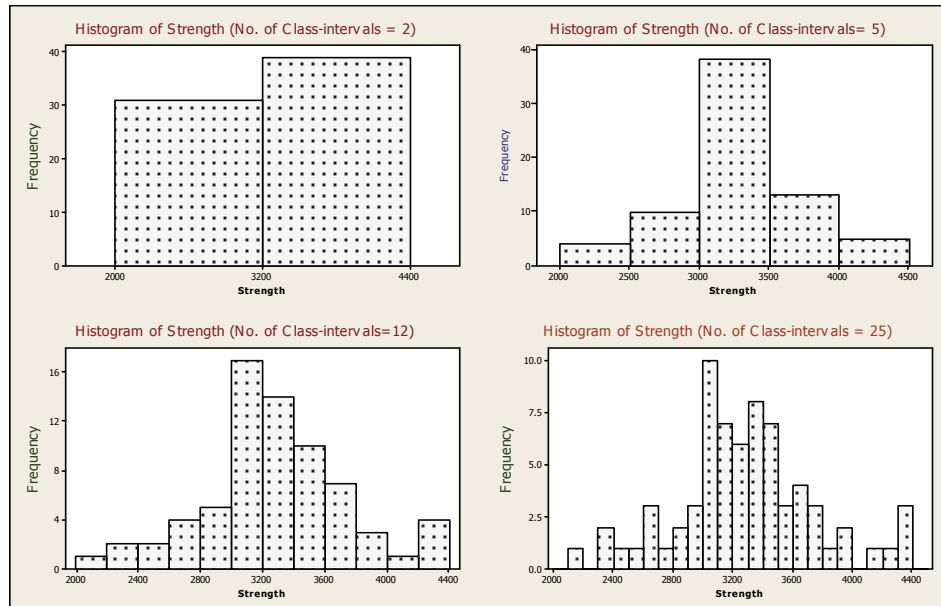 Histogram of Strength (No. of Class-intervals = 2)
40
30
20
10
0
Frequency
2000 3200 4400
Strength
Histogram of Strength (No. of Class-intervals= 5)
40
30
20
10
0
Frequency
2000 2500 3000 3500 4000 4500
Strength
Histogram of Strength (No. of Class-intervals=12)
16
12
8
4
0
Frequency
2000 2400 2800 3200 3600 4000 4400
Strength
Histogram of Strength (No. of Class-intervals = 25)
10.0
7.5
5.0
2.5
0.0
Frequency
2000 2400 2800 3200 3600 4000 4400
Strength